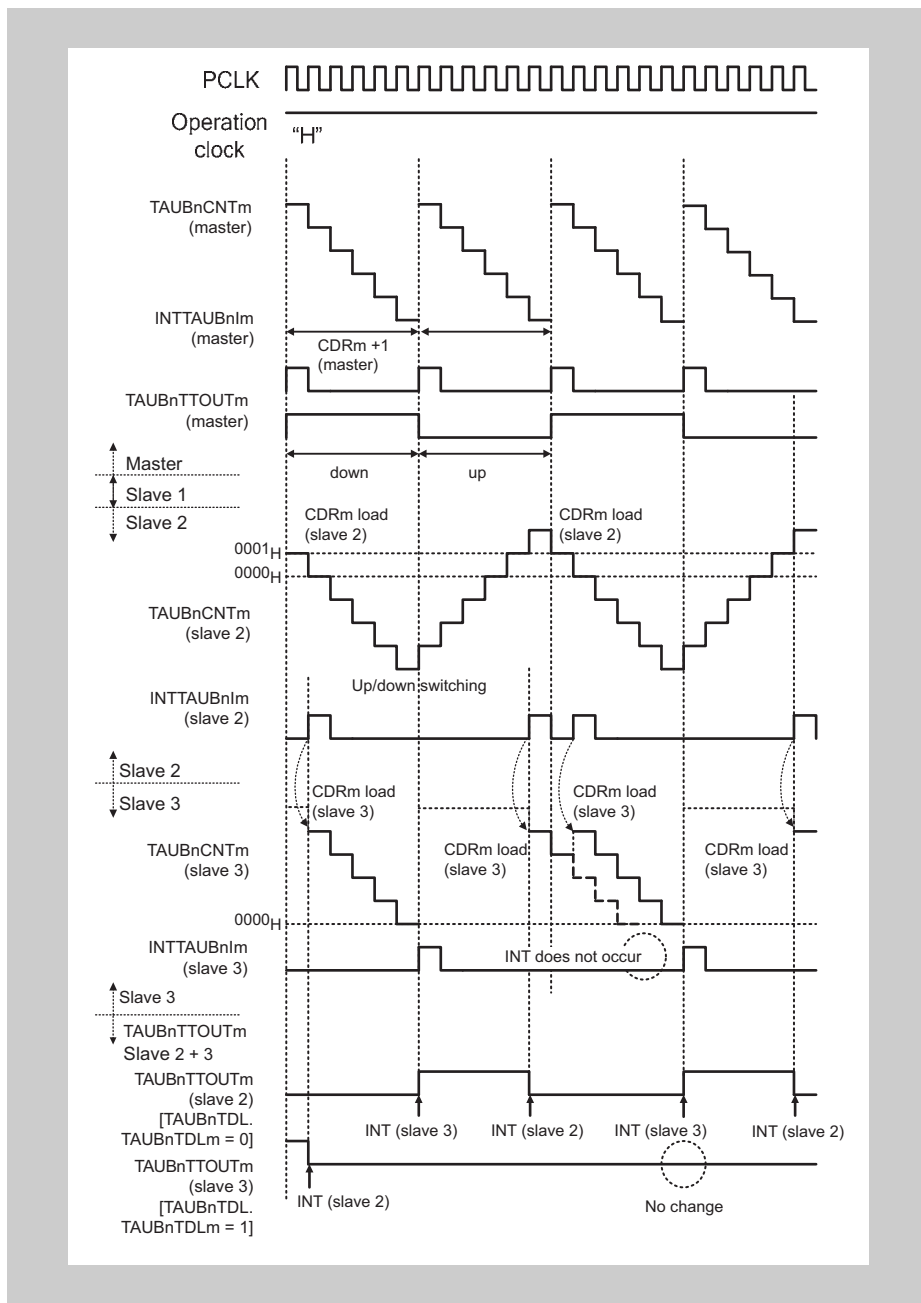 PCLK
Operation
clock
“H”
TAUBnCNTm
(master)
INTTAUBnIm
(master)
CDRm +1
(master)
TAUBnTTOUTm
(master)
Master
down
up
Slave 1
Slave 2
CDRm load
(slave 2)
CDRm load
(slave 2)
0001H
0000H
TAUBnCNTm
(slave 2)
Up/down switching
INTTAUBnIm
(slave 2)
Slave 2
Slave 3
CDRm load
(slave 3)
CDRm load
(slave 3)
TAUBnCNTm
(slave 3)
CDRm load
(slave 3)
CDRm load
(slave 3)
0000H
INTTAUBnIm
(slave 3)
INT does not occur
Slave 3
TAUBnTTOUTm
Slave 2 + 3
TAUBnTTOUTm
(slave 2)
[TAUBnTDL.
TAUBnTDLm = 0]
INT (slave 3)
INT (slave 2)
INT (slave 3)
INT (slave 2)
TAUBnTTOUTm
(slave 3)
[TAUBnTDL.
TAUBnTDLm = 1]
INT (slave 2)
No change